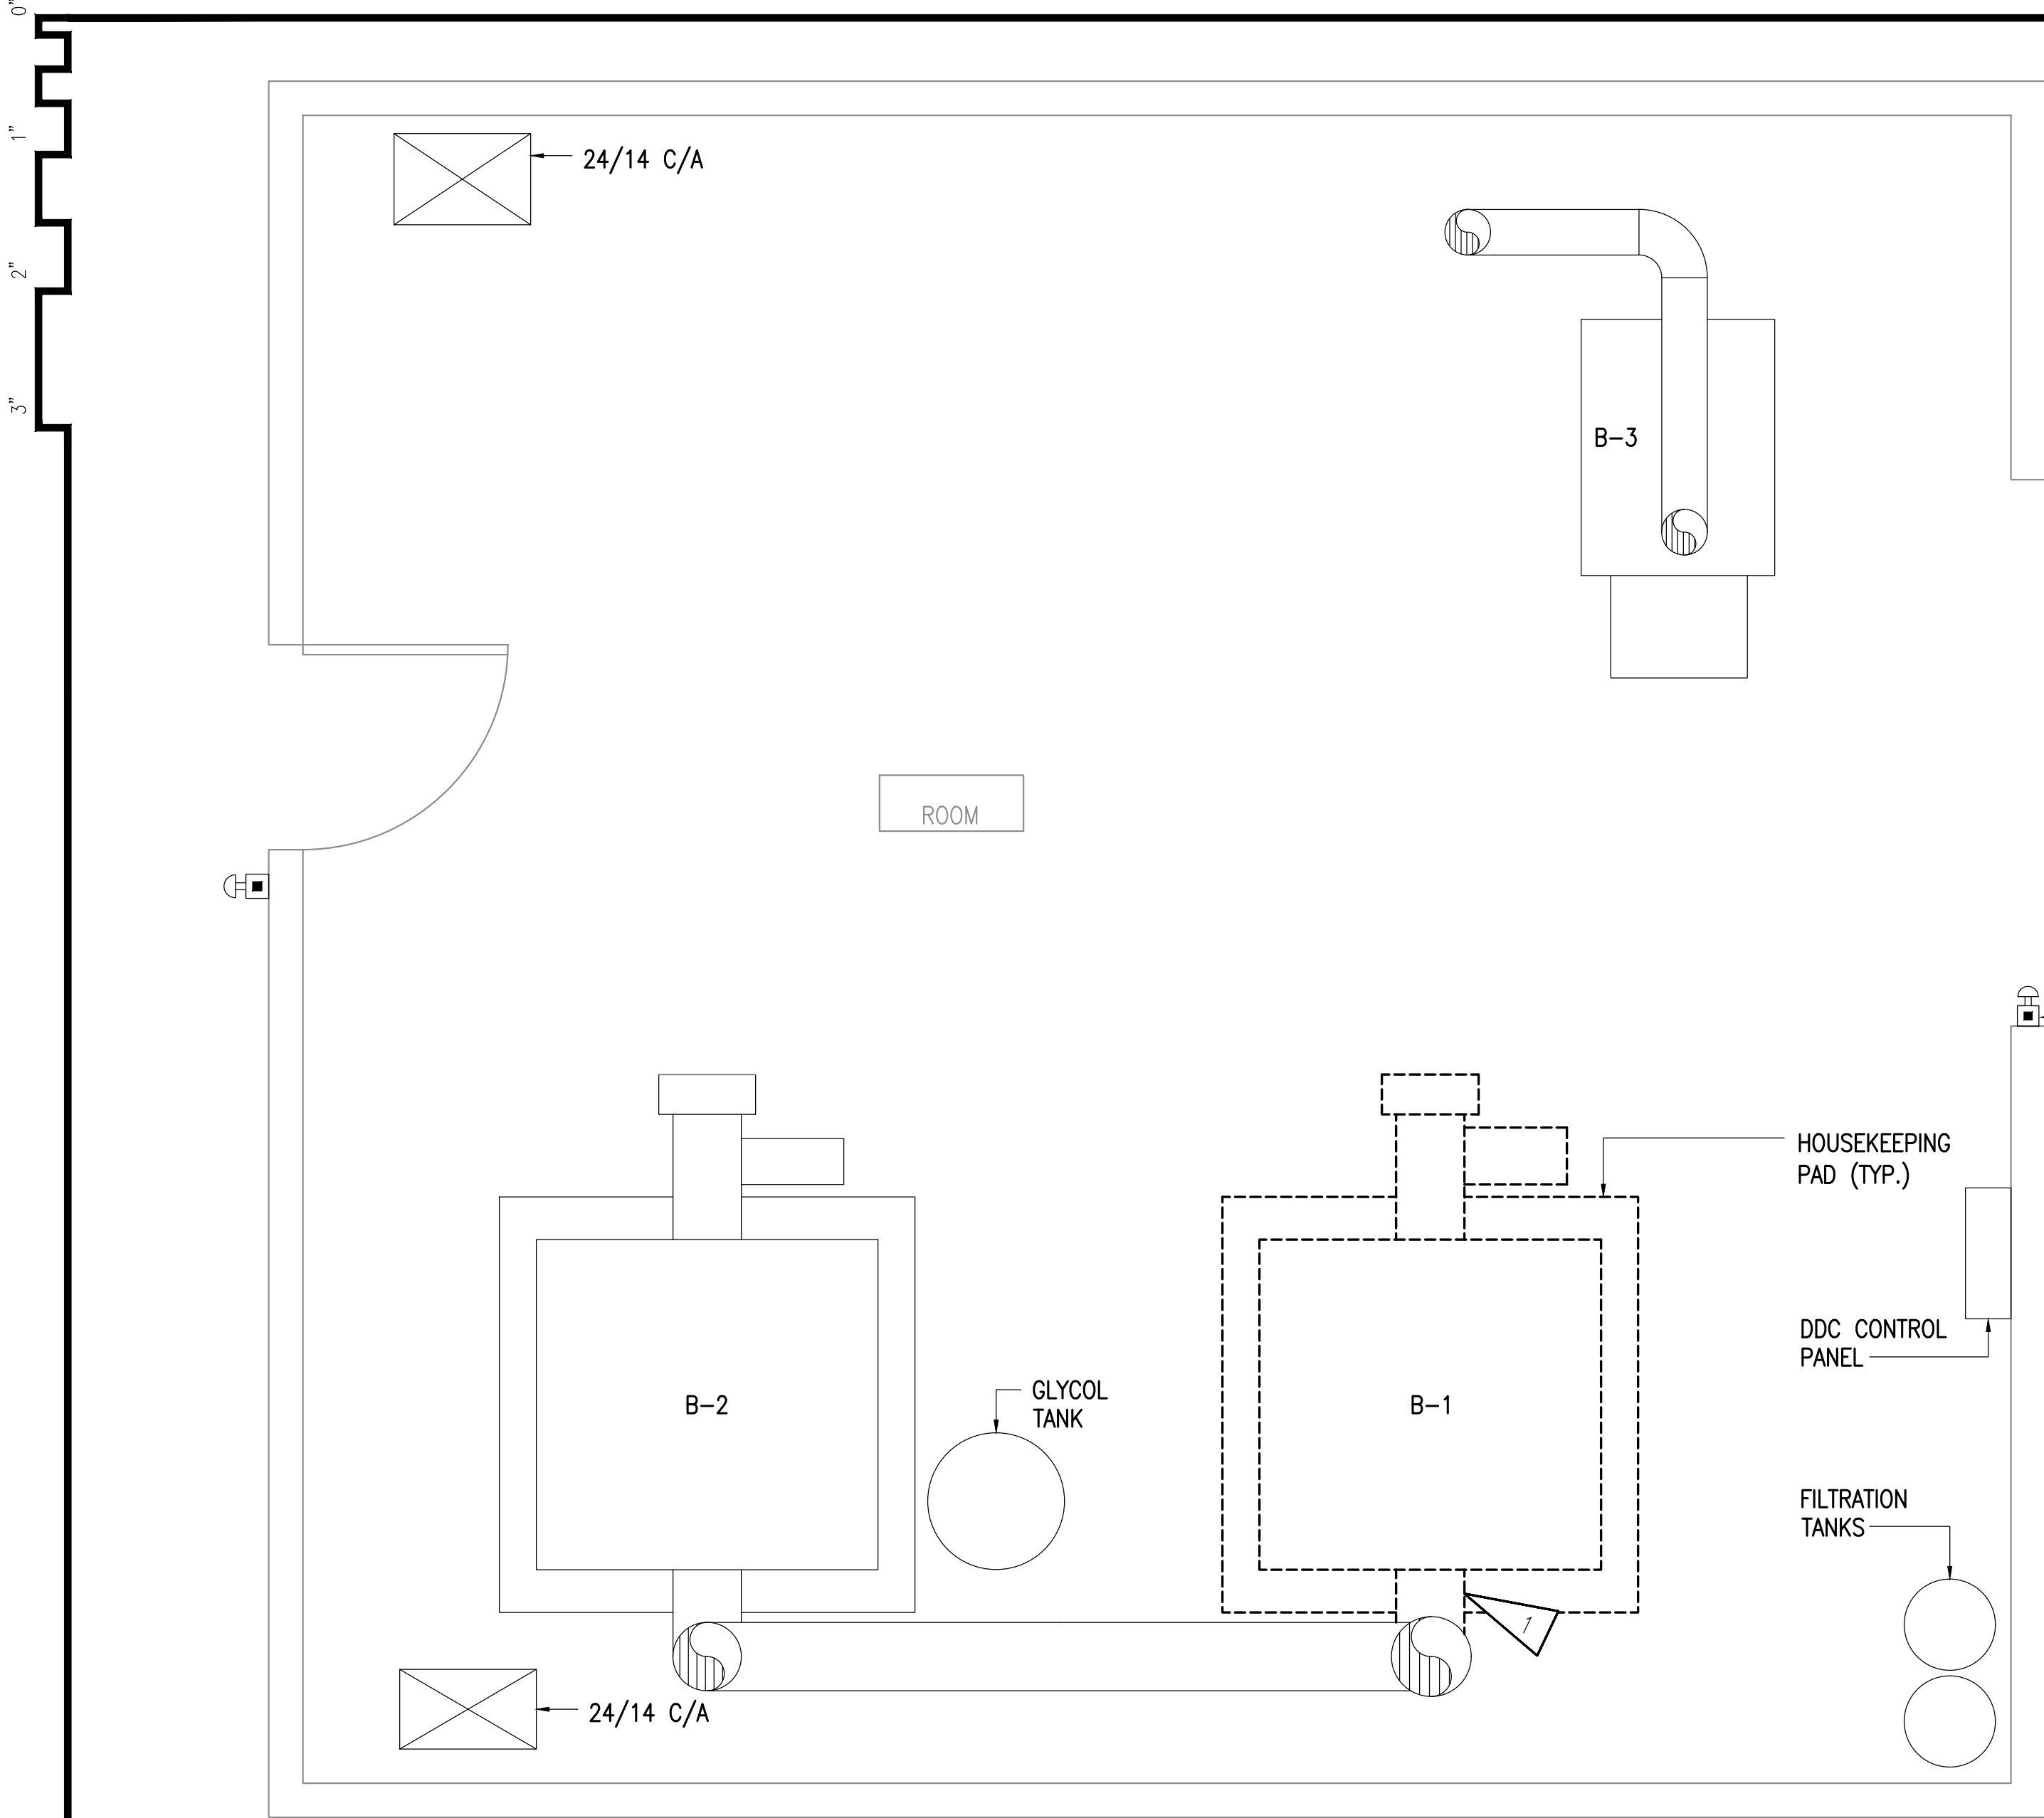 0"
1"
2"
3"
24/14 C/A
B-3
ROOM
HOUSEKEEPING
PAD (TYP.)
DDC CONTROL
PANEL
GLYCOL
TANK
B-2
B-1
FILTRATION
TANKS
1
24/14 C/A